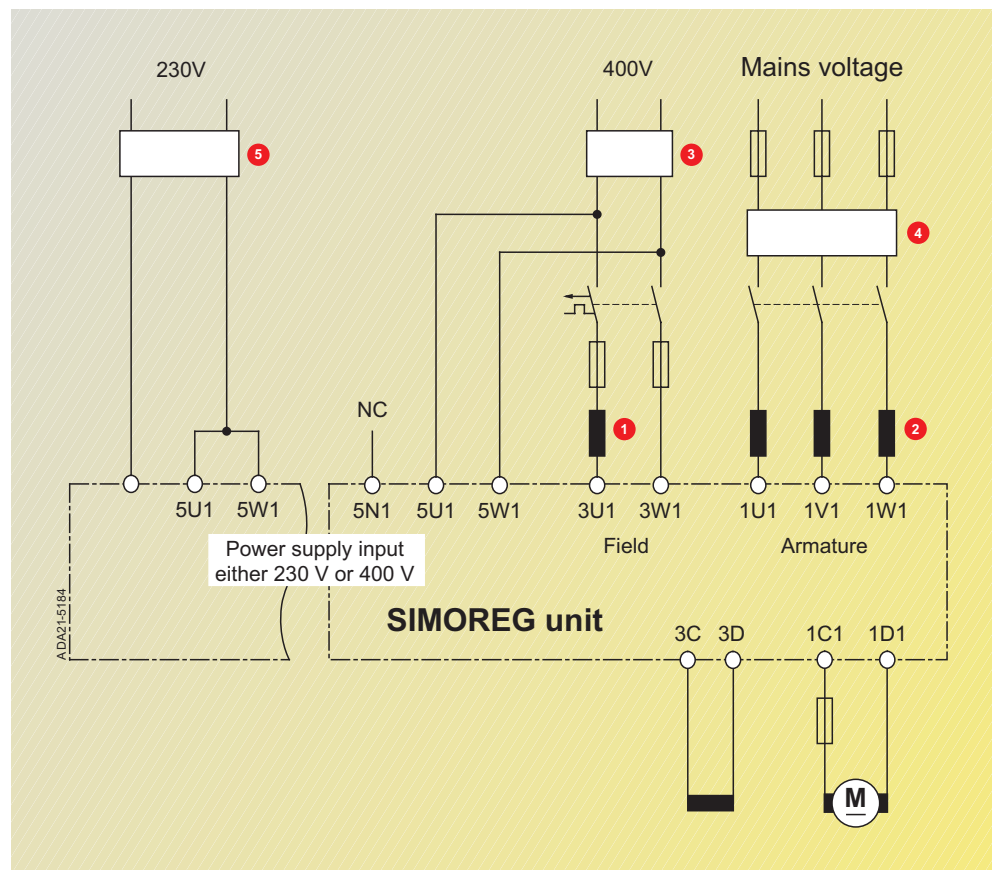 230V
400V
Mains voltage
5
3
4
NC
1
2
5U1 5W1
5N1 5U1 5W1 3U1 3W1 1U1 1V1 1W1
Field
Armature
Power supply input
either 230 V or 400 V
ADA21-5184
SIMOREG unit
3C 3D 1C1 1D1
M